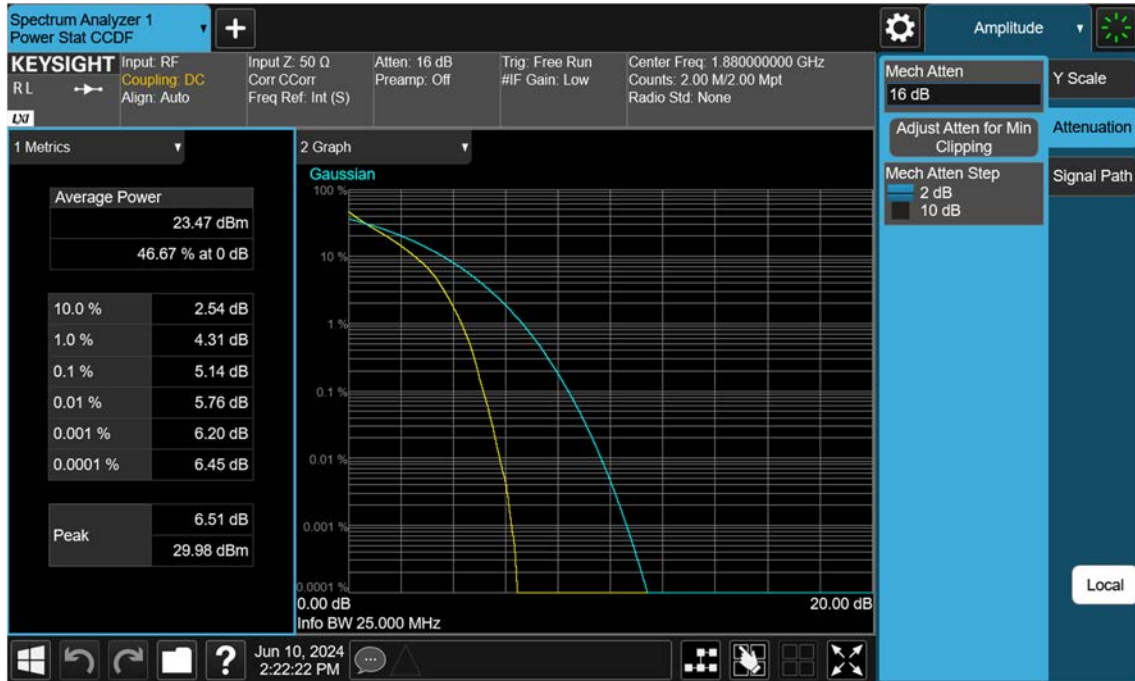 Spectrum Analyzer 1
Power Stat CCDF
Amplitude
KEYSIGHT
R L
LXI
Input: RF
Coupling: DC
Align: Auto
Input Z: 50 Ω
Corr CCorr
Freq Ref: Int (S)
Atten: 16 dB
Preamp: Off
Trig: Free Run
#IF Gain: Low
Center Freq: 1.880000000 GHz
Counts: 2.00 M/2.00 Mpt
Radio Std: None
Mech Atten
16 dB
Adjust Atten for Min
Clipping
Mech Atten Step
2 dB
10 dB
Y Scale
Attenuation
Signal Path
1 Metrics
Average Power
23.47 dBm
46.67 % at 0 dB
10.0 % 2.54 dB
1.0 % 4.31 dB
0.1 % 5.14 dB
0.01 % 5.76 dB
0.001 % 6.20 dB
0.0001 % 6.45 dB
Peak
6.51 dB
29.98 dBm
2 Graph
Gaussian
100 %
10 %
1 %
0.1 %
0.01 %
0.001 %
0.0001 %
0.00 dB 20.00 dB
Info BW 25.000 MHz
Local
?
Jun 10, 2024
2:22:22 PM